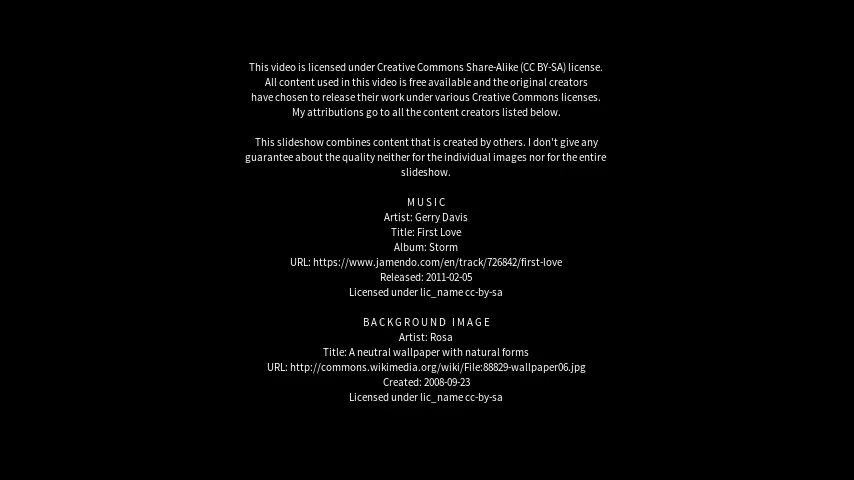 This video is licensed under Creative Commons Share-Alike (CC BY-SA) license.
All content used in this video is free available and the original creators
have chosen to release their work under various Creative Commons licenses.
My attributions go to all the content creators listed below.
This slideshow combines content that is created by others. I don't give any
guarantee about the quality neither for the individual images nor for the entire
slideshow.
MUSIC
Artist: Gerry Davis
Title: First Love
Album: Storm
URL: https://www.jamendo.com/en/track/726842/first-love
Released: 2011-02-05
Licensed under lic_name cc-by-sa
BACKGROUND IMAGE
Artist: Rosa
Title: A neutral wallpaper with natural forms
URL: http://commons.wikimedia.org/wiki/File:88829-wallpaper06.jpg
Created: 2008-09-23
Licensed under lic_name cc-by-sa